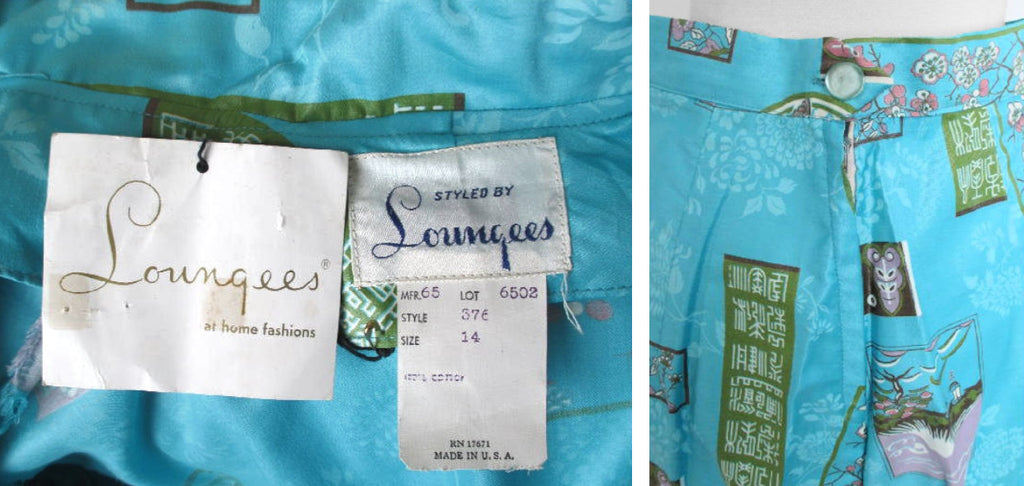 Loungees®
at home fashions
STYLED BY
Loungees
MFR. 65 LOT 6502
STYLE 376
SIZE 14
100% COTTON
RN 17671
MADE IN U.S.A.